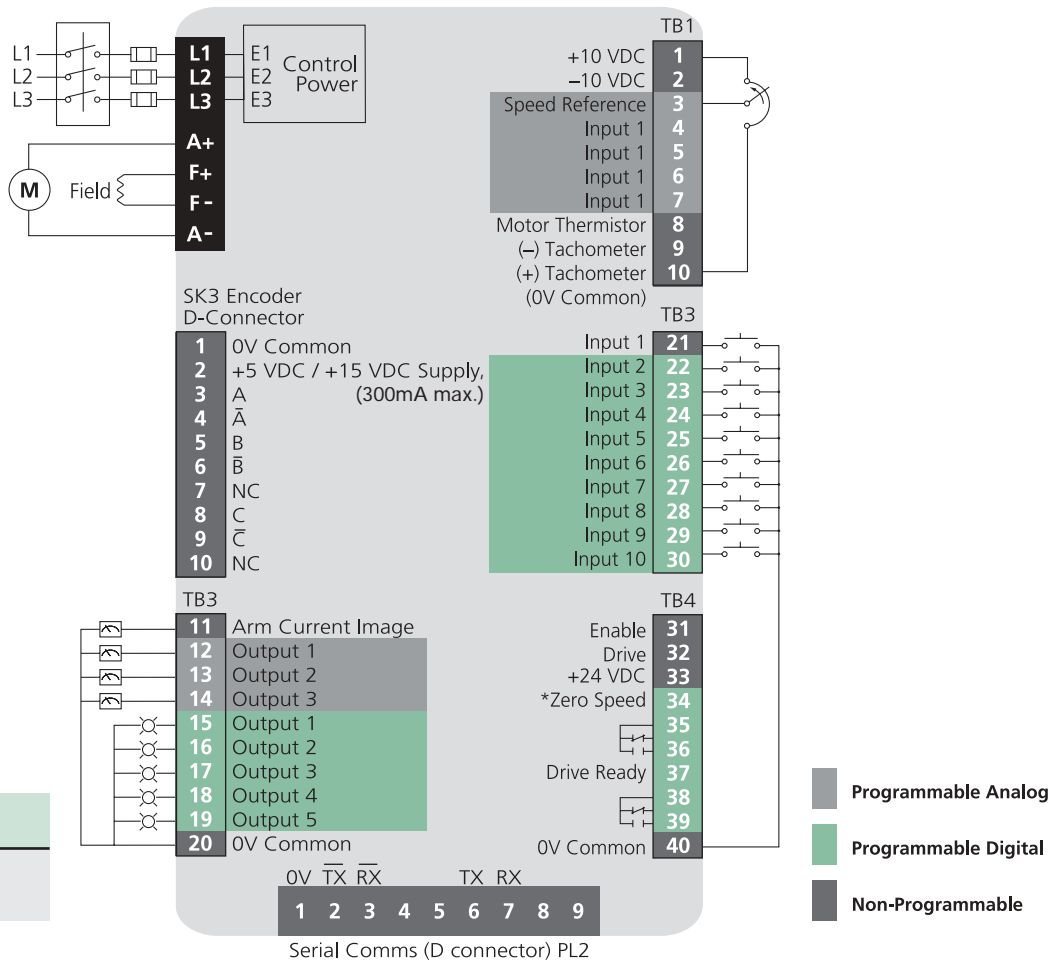 L1 L1 E1 Control Power
L2 L2 E2
L3 L3 E3
A+
M Field F+
F-
A-
TB1
+10 VDC 1
–10 VDC 2
Speed Reference 3
Input 1 4
Input 1 5
Input 1 6
Input 1 7
Motor Thermistor 8
(–) Tachometer 9
(+) Tachometer 10
(0V Common)
SK3 Encoder
D-Connector
1 0V Common
2 +5 VDC / +15 VDC Supply,
3 A (300mA max.)
4 A̅
5 B
6 B̅
7 NC
8 C
9 C̅
10 NC
TB3
Input 1 21
Input 2 22
Input 3 23
Input 4 24
Input 5 25
Input 6 26
Input 7 27
Input 8 28
Input 9 29
Input 10 30
TB3
11 Arm Current Image
12 Output 1
13 Output 2
14 Output 3
15 Output 1
16 Output 2
17 Output 3
18 Output 4
19 Output 5
20 0V Common
TB4
Enable 31
Drive 32
+24 VDC 33
*Zero Speed 34
35
36
Drive Ready 37
38
39
0V Common 40
0V T̅X̅ R̅X̅ TX RX
1 2 3 4 5 6 7 8 9
Serial Comms (D connector) PL2
Programmable Analog
Programmable Digital
Non-Programmable